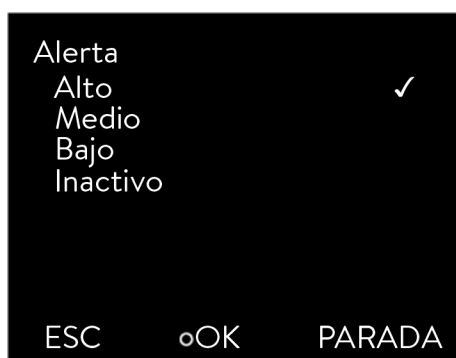 Alerta
Alto ✓
Medio
Bajo
Inactivo
ESC OK PARADA